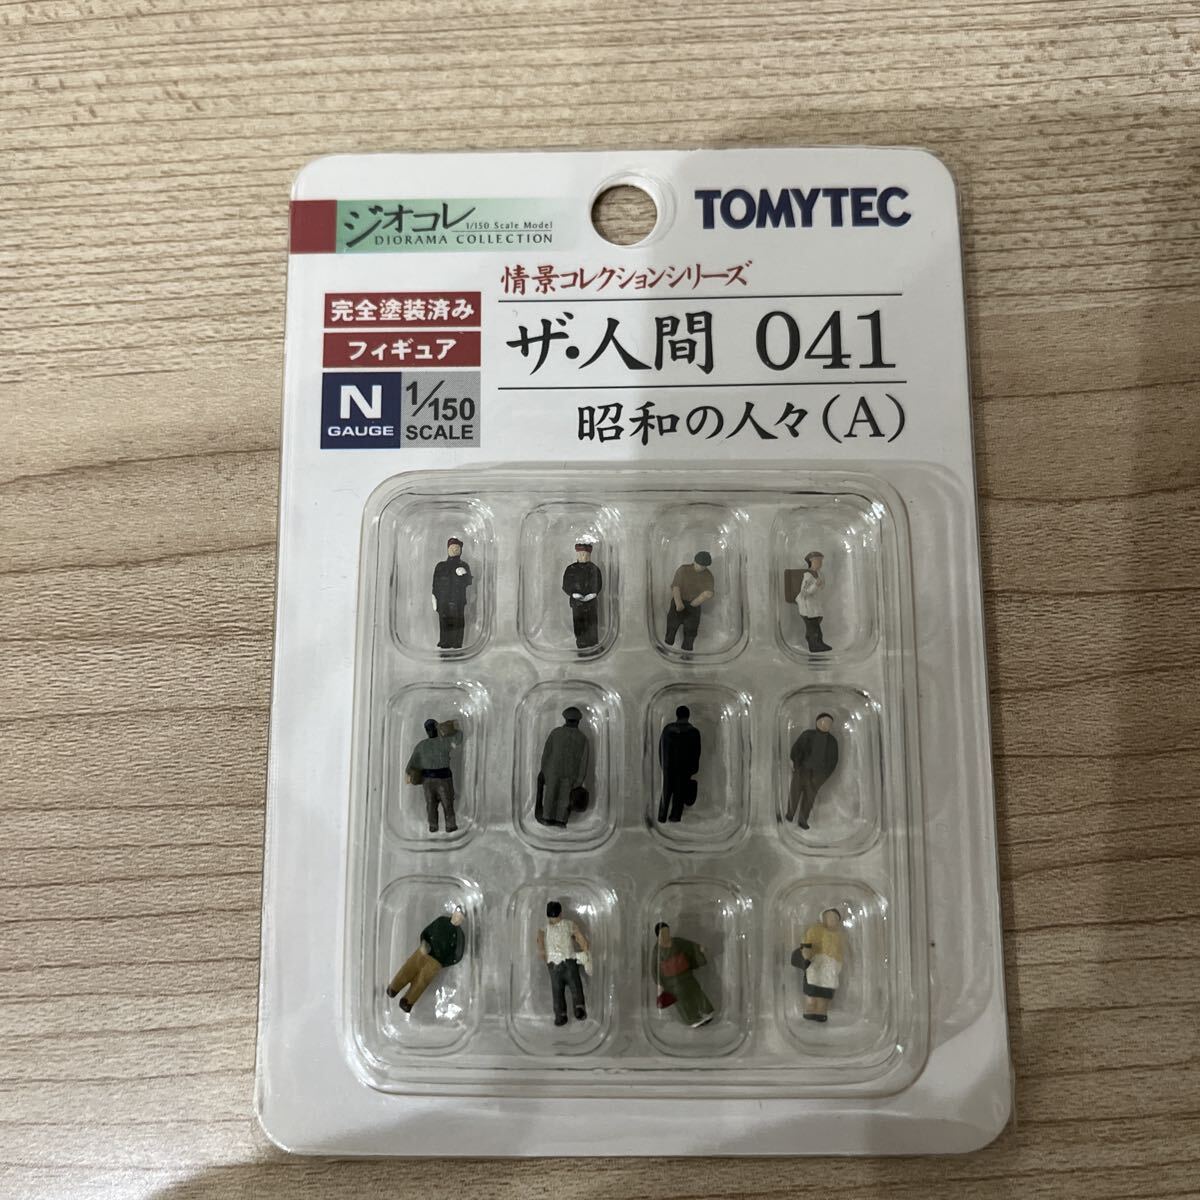 ジオコレ
1/150 Scale Model
DIORAMA COLLECTION
TOMYTEC
情景コレクションシリーズ
完全塗装済み
フィギュア
ザ・人間 041
N
GAUGE
1/150
SCALE
昭和の人々(A)